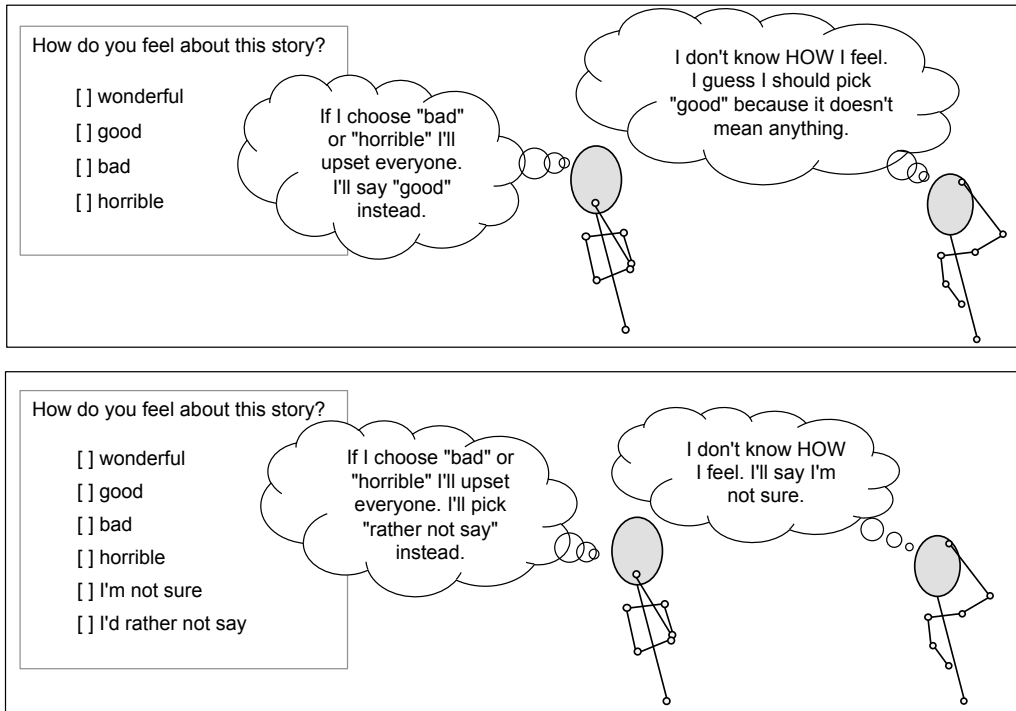 How do you feel about this story?
[ ] wonderful
[ ] good
[ ] bad
[ ] horrible
If I choose "bad"
or "horrible" I'll
upset everyone.
I'll say "good"
instead.
I don't know HOW I feel.
I guess I should pick
"good" because it doesn't
mean anything.
How do you feel about this story?
[ ] wonderful
[ ] good
[ ] bad
[ ] horrible
[ ] I'm not sure
[ ] I'd rather not say
If I choose "bad" or
"horrible" I'll upset
everyone. I'll pick
"rather not say"
instead.
I don't know HOW
I feel. I'll say I'm
not sure.